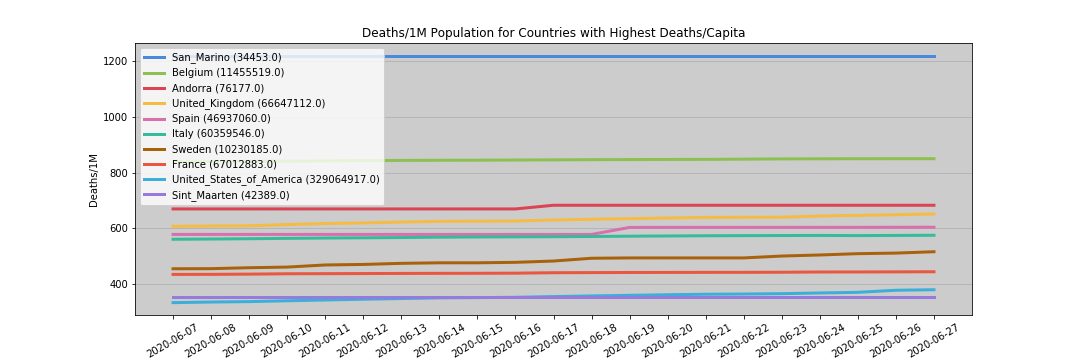 Deaths/1M Population for Countries with Highest Deaths/Capita
Deaths/1M
1200
1000
800
600
400
San_Marino (34453.0)
Belgium (11455519.0)
Andorra (76177.0)
United_Kingdom (66647112.0)
Spain (46937060.0)
Italy (60359546.0)
Sweden (10230185.0)
France (67012883.0)
United_States_of_America (329064917.0)
Sint_Maarten (42389.0)
2020-06-07
2020-06-08
2020-06-09
2020-06-10
2020-06-11
2020-06-12
2020-06-13
2020-06-14
2020-06-15
2020-06-16
2020-06-17
2020-06-18
2020-06-19
2020-06-20
2020-06-21
2020-06-22
2020-06-23
2020-06-24
2020-06-25
2020-06-26
2020-06-27